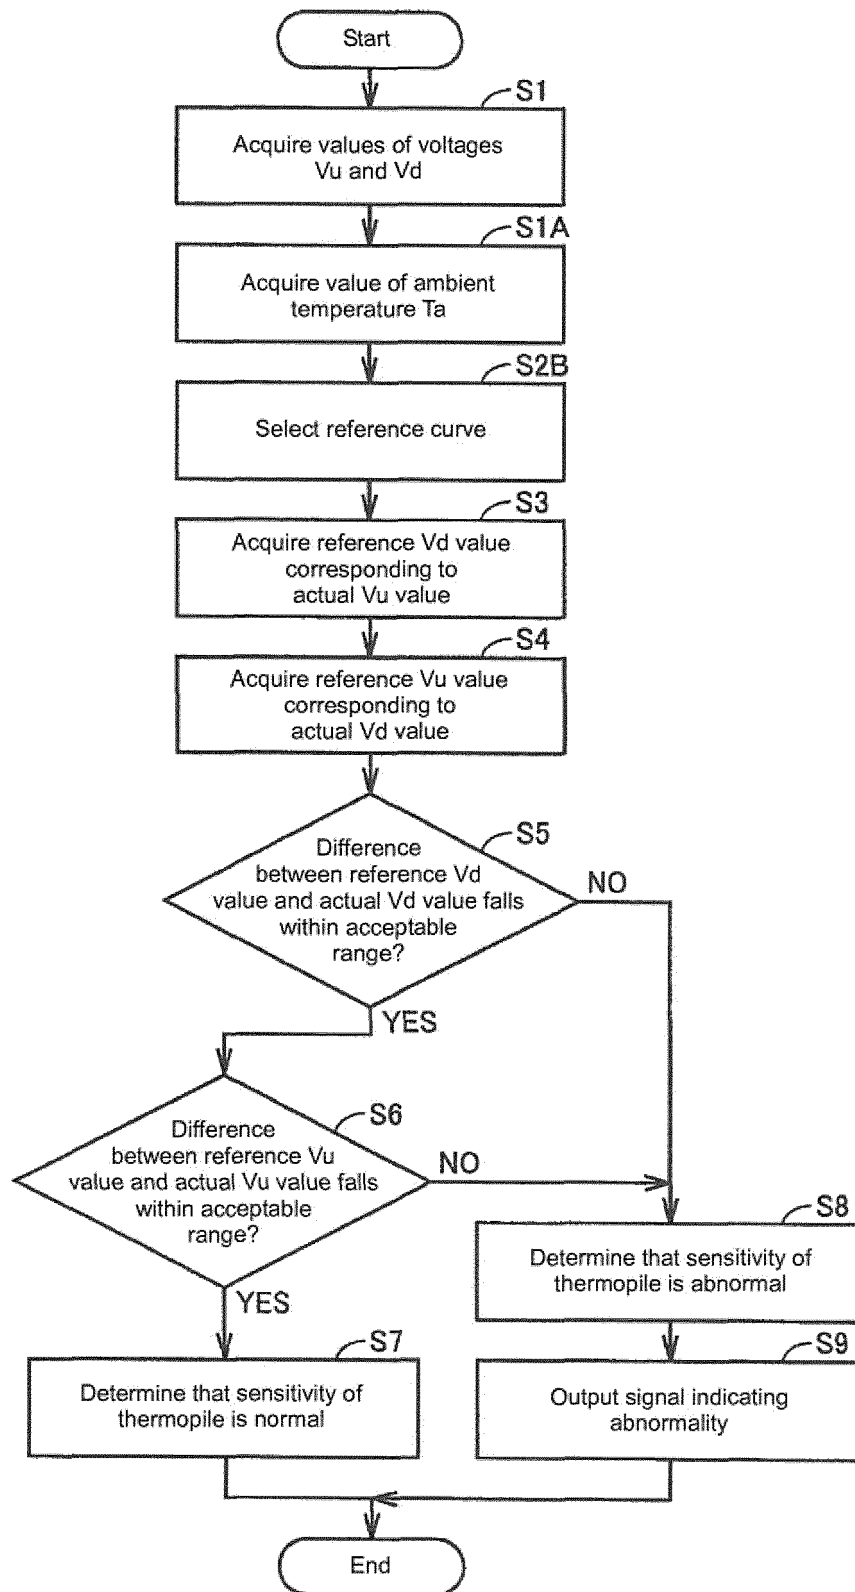 Start
S1
Acquire values of voltages
Vu and Vd
S1A
Acquire value of ambient
temperature Ta
S2B
Select reference curve
S3
Acquire reference Vd value
corresponding to
actual Vu value
S4
Acquire reference Vu value
corresponding to
actual Vd value
S5
Difference
between reference Vd
value and actual Vd value falls
within acceptable
range?
NO
YES
S6
Difference
between reference Vu
value and actual Vu value falls
within acceptable
range?
NO
YES
S8
Determine that sensitivity of
thermopile is abnormal
S7
Determine that sensitivity of
thermopile is normal
S9
Output signal indicating
abnormality
End